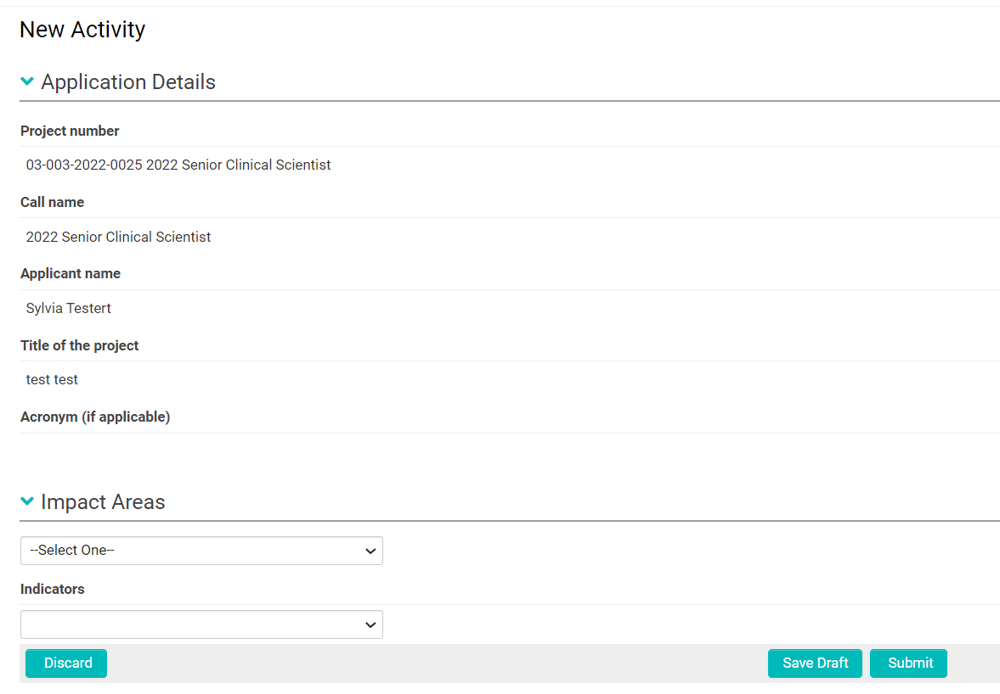 New Activity
Application Details
Project number
03-003-2022-0025 2022 Senior Clinical Scientist
Call name
2022 Senior Clinical Scientist
Applicant name
Sylvia Testert
Title of the project
test test
Acronym (if applicable)
Impact Areas
--Select One--
Indicators
Discard Save Draft Submit